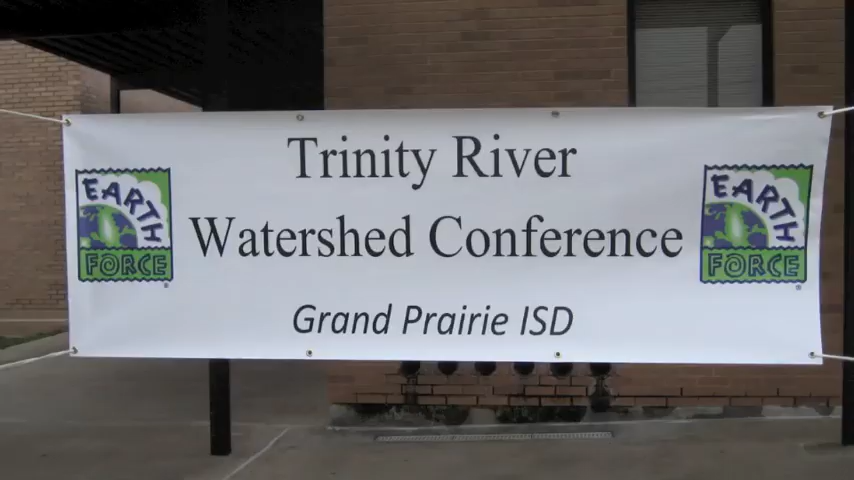 Trinity River
EARTH
FORCE
Watershed Conference
EARTH
FORCE
Grand Prairie ISD